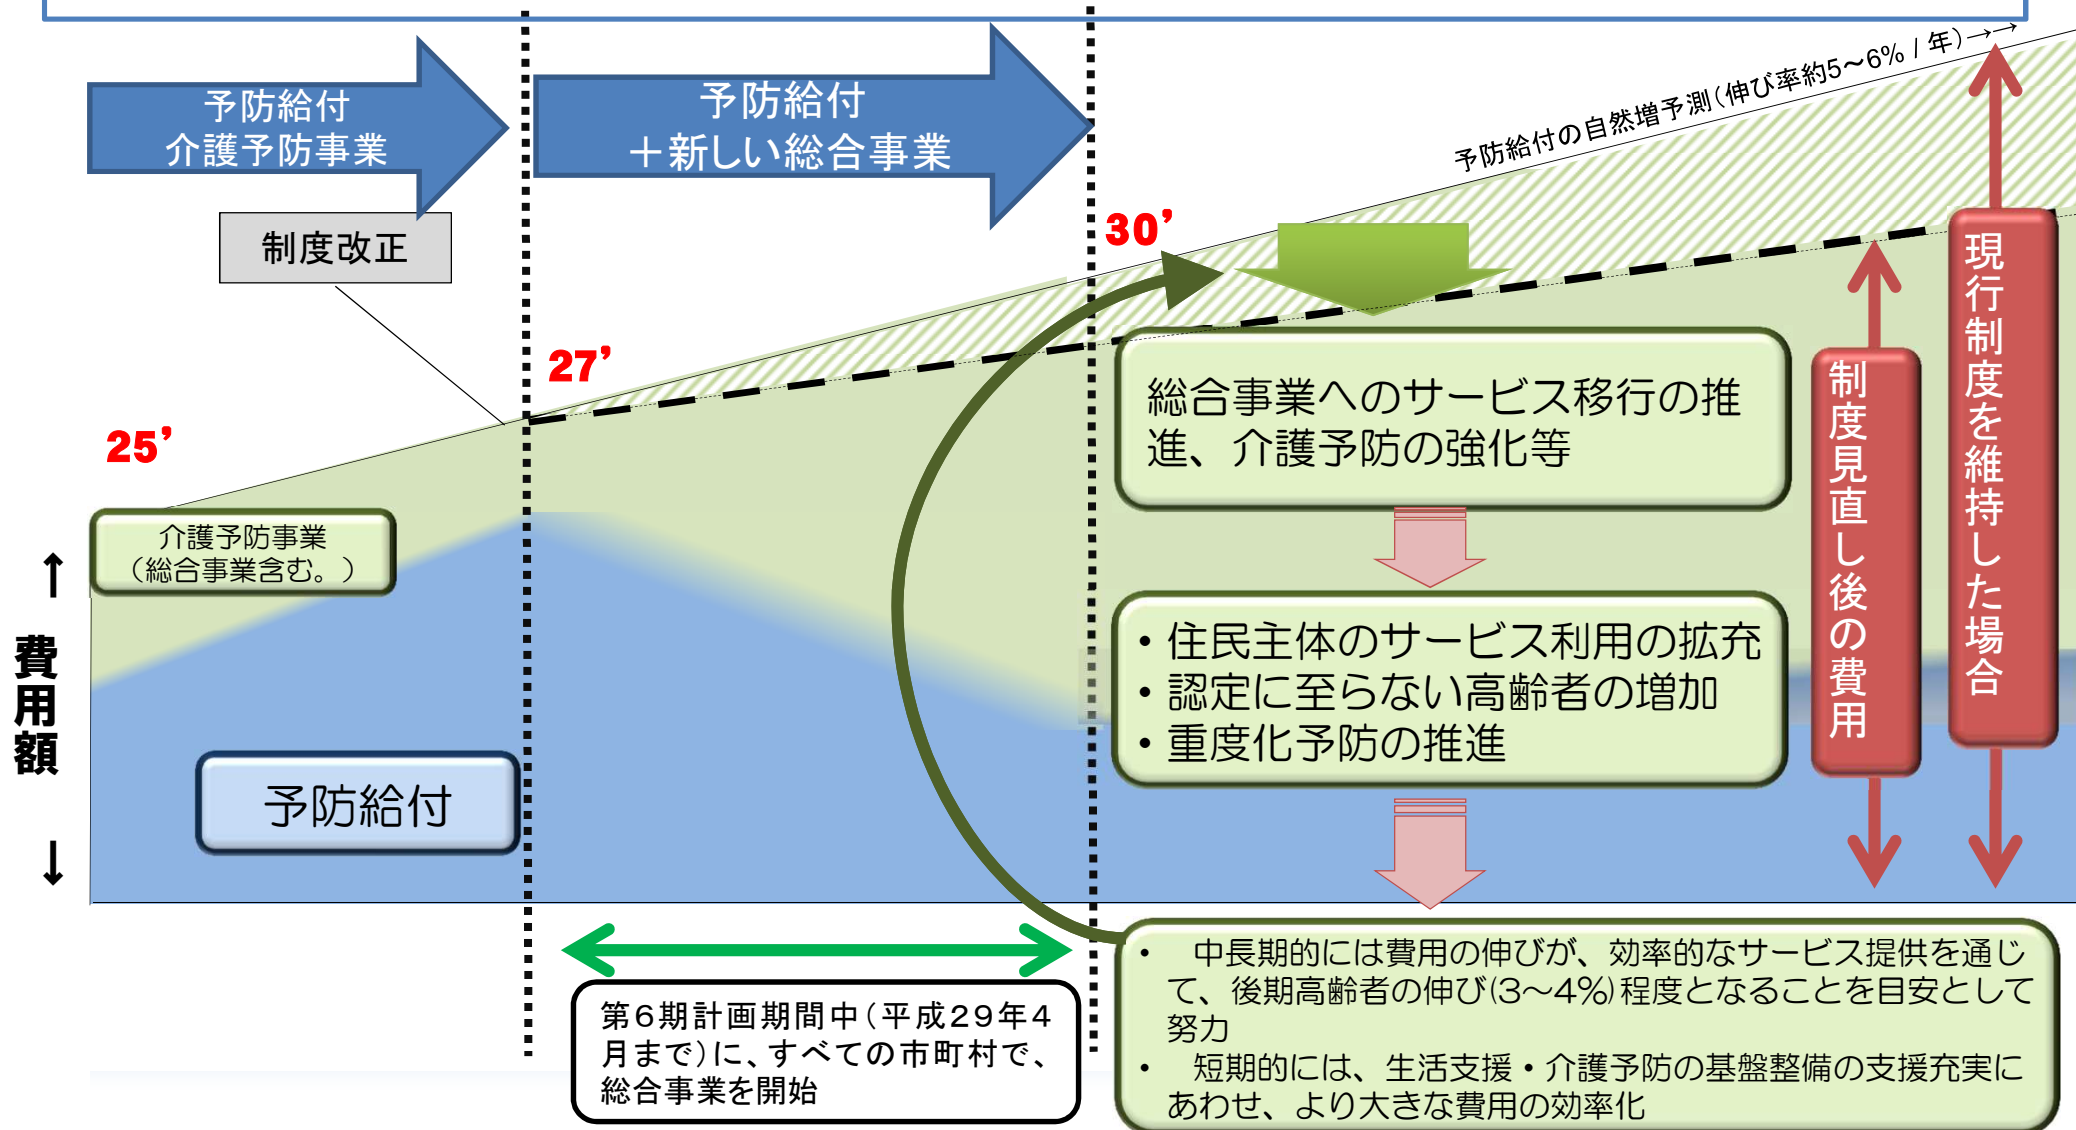 予防給付
介護予防事業
予防給付
+新しい総合事業
予防給付の自然増予測(伸び率約5~6% / 年)→→
制度改正
25’
27’
30’
介護予防事業
(総合事業含む。)
予防給付
↑
費用額
↓
総合事業へのサービス移行の推
進、介護予防の強化等
・住民主体のサービス利用の拡充
・認定に至らない高齢者の増加
・重度化予防の推進
制度見直し後の費用
現行制度を維持した場合
第6期計画期間中(平成29年4
月まで)に、すべての市町村で、
総合事業を開始
・ 中長期的には費用の伸びが、効率的なサービス提供を通じ
て、後期高齢者の伸び(3~4%)程度となることを目安として
努力
・ 短期的には、生活支援・介護予防の基盤整備の支援充実に
あわせ、より大きな費用の効率化